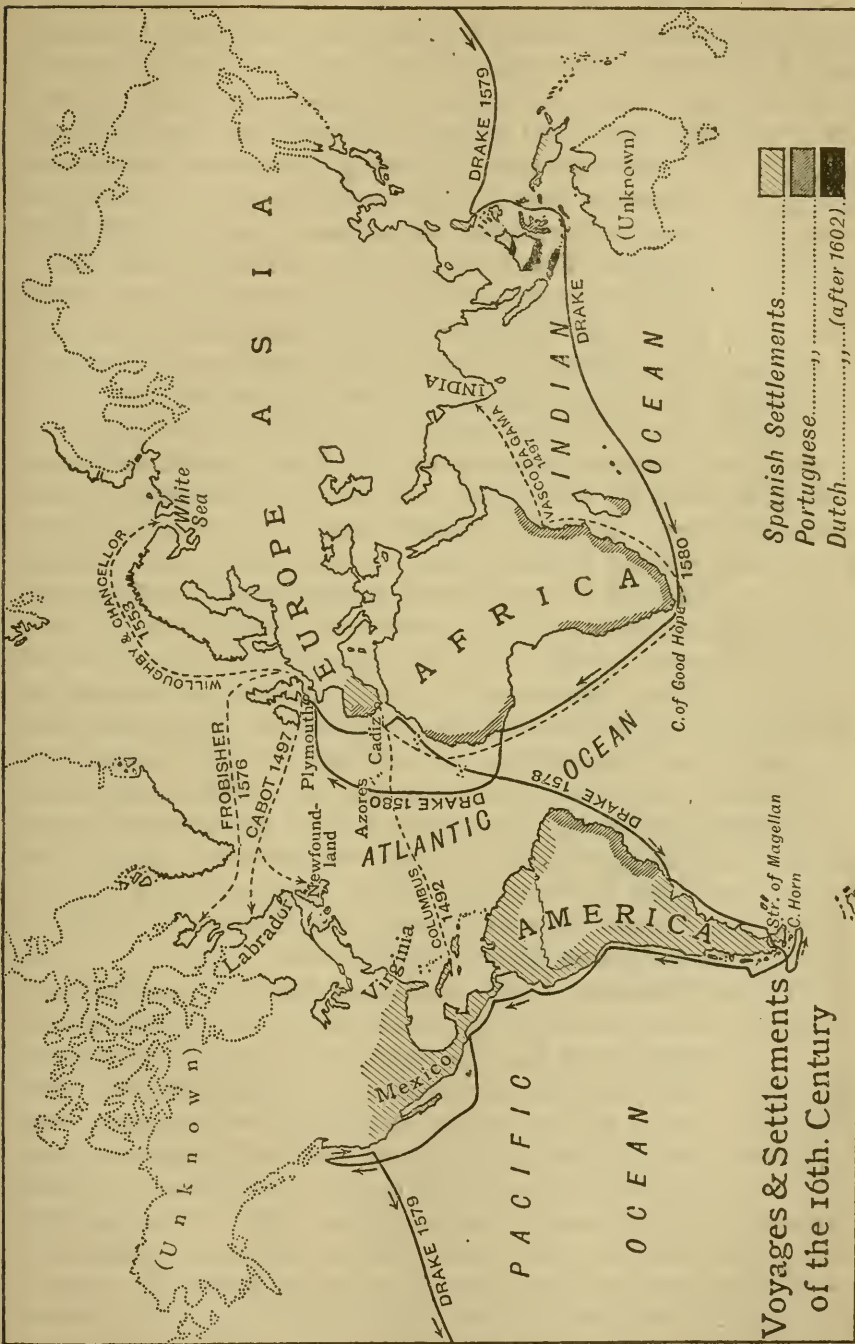 Voyages & Settlements
of the 16th. Century
Spanish Settlements
Portuguese ,,
Dutch ,, (after 1602)
(Unknown)
ASIA
EUROPE
AFRICA
AMERICA
INDIA
White
Sea
WILLOUGHBY & CHANCELLOR
1553
FROBISHER
1576
CABOT 1497
Plymouth
Cadiz
Azores
Newfound-
land
Labrador
Virginia
Mexico
COLUMBUS
1492
ATLANTIC
OCEAN
DRAKE 1580
DRAKE 1578
DRAKE 1579
DRAKE 1579
DRAKE
VASCO DA GAMA
1497
INDIAN
OCEAN
(Unknown)
1580
C. of Good Hope
Str. of Magellan
C. Horn
PACIFIC
OCEAN